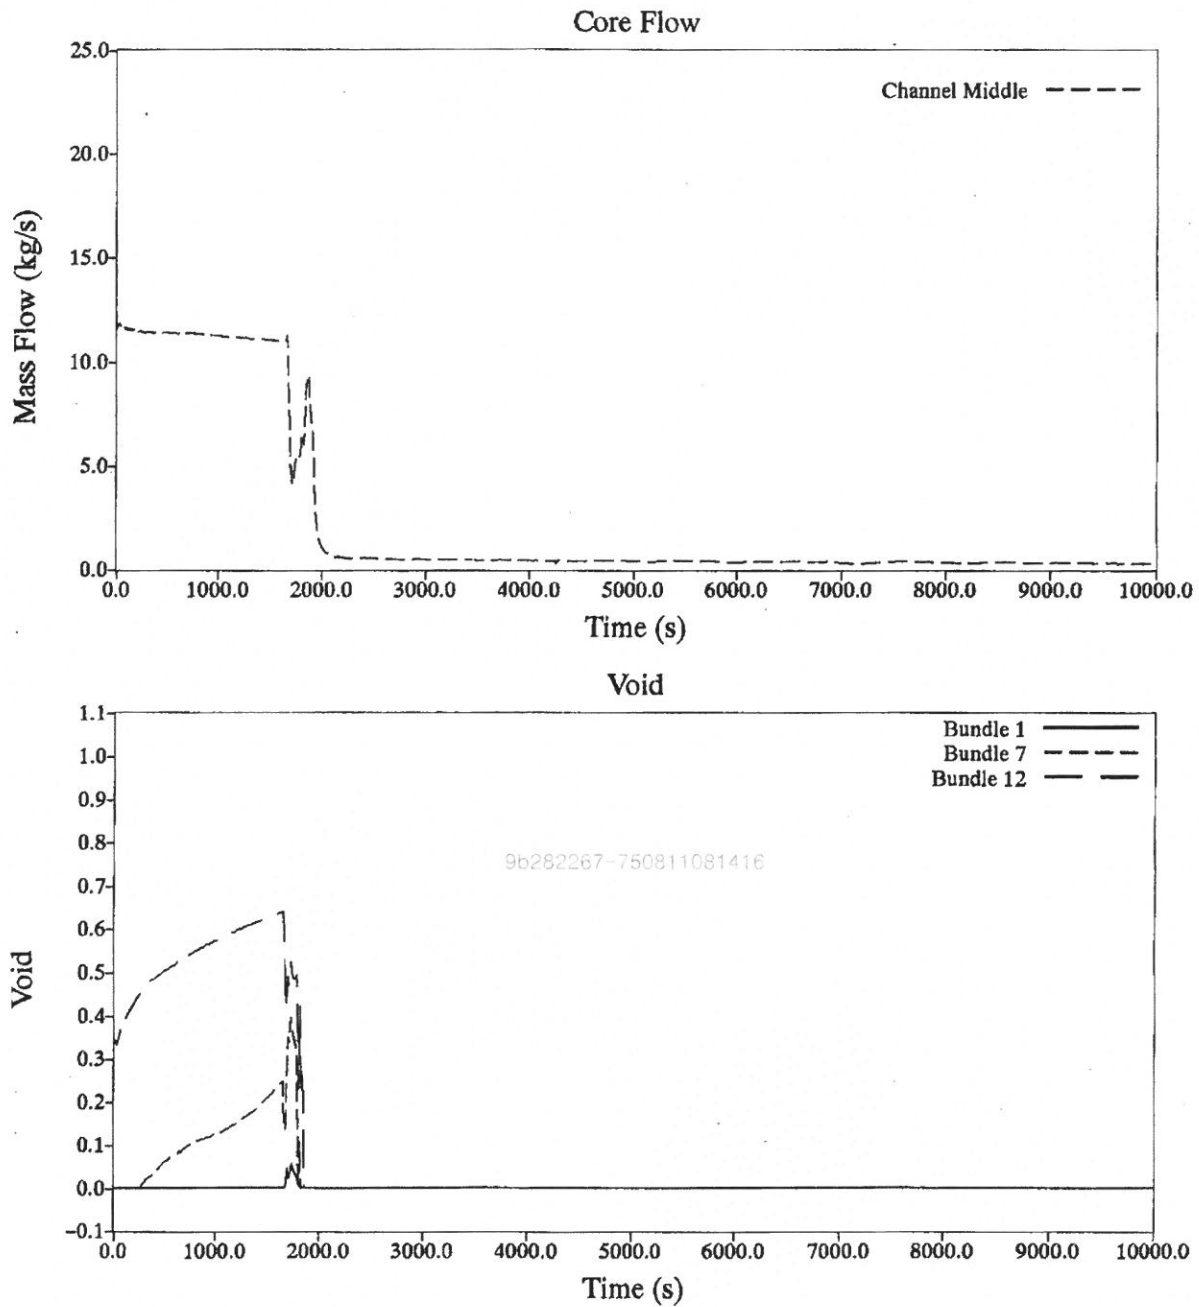 Core Flow
25.0
Channel Middle
20.0
15.0
10.0
5.0
0.0
Mass Flow (kg/s)
0.0 1000.0 2000.0 3000.0 4000.0 5000.0 6000.0 7000.0 8000.0 9000.0 10000.0
Time (s)
Void
1.1
Bundle 1
Bundle 7
Bundle 12
1.0
0.9
0.8
9b282267-750811081416
0.7
0.6
0.5
0.4
0.3
0.2
0.1
0.0
-0.1
Void
0.0 1000.0 2000.0 3000.0 4000.0 5000.0 6000.0 7000.0 8000.0 9000.0 10000.0
Time (s)